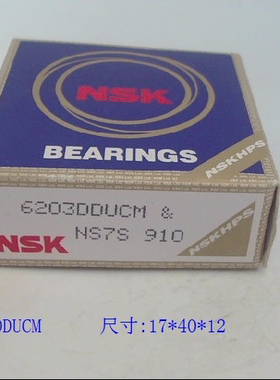 NSK
BEARINGS
NSKHPS
6203DDUCM &
NS7S 910
NSK
NSKHPS
DDUCM 尺寸:17*40*12